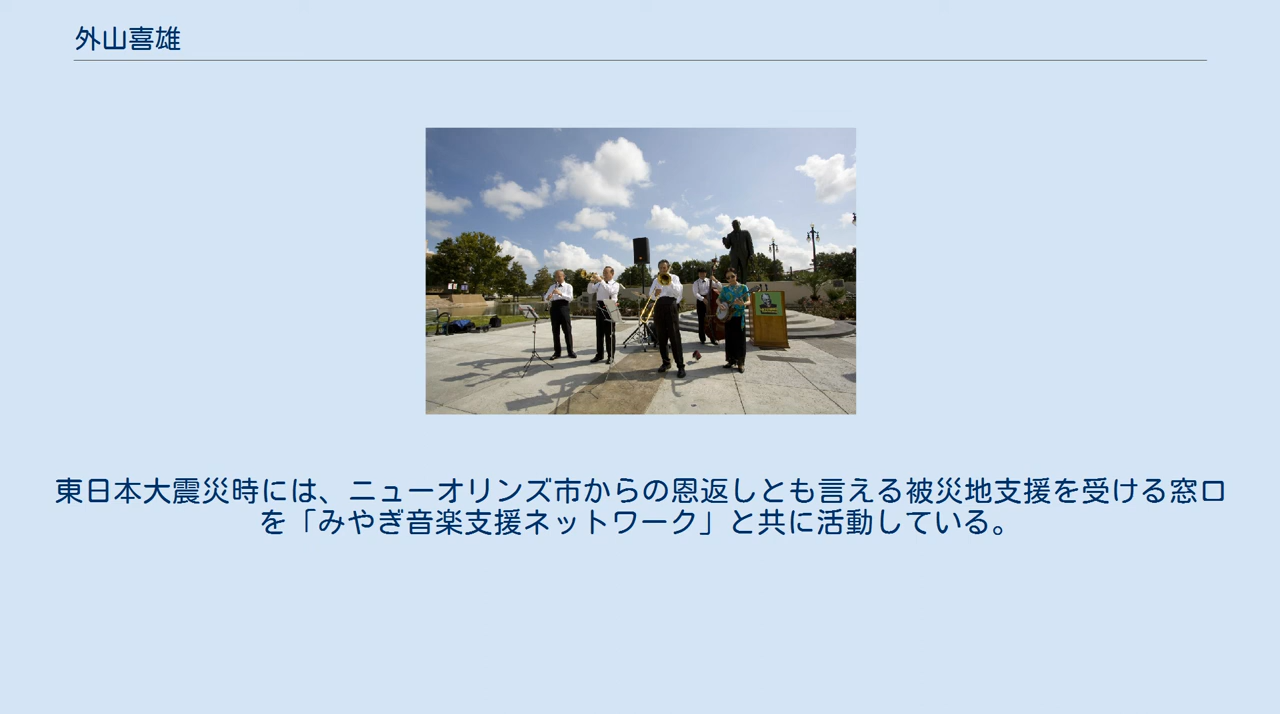 外山喜雄
東日本大震災時には、ニューオリンズ市からの恩返しとも言える被災地支援を受ける窓口
を「みやぎ音楽支援ネットワーク」と共に活動している。